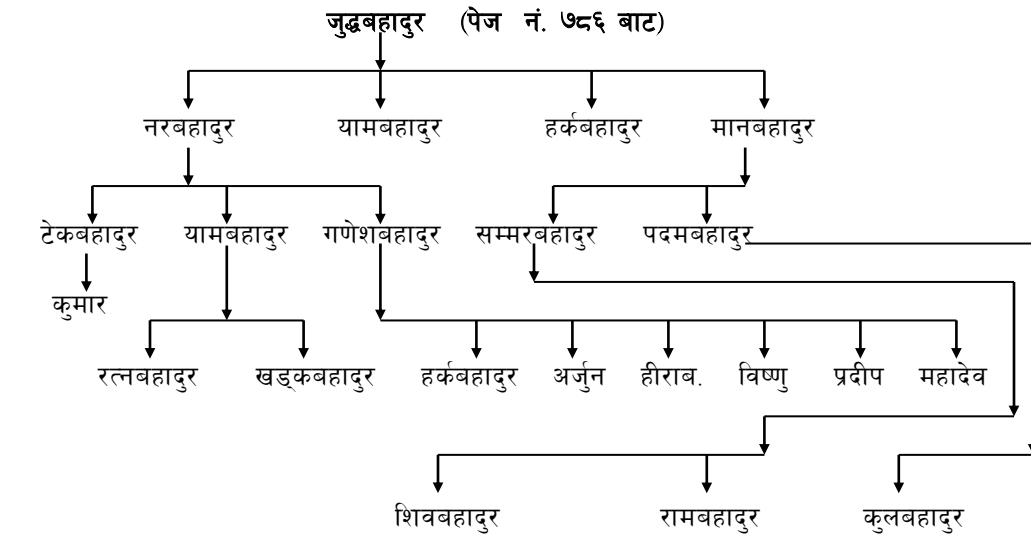 जुद्धबहादुर (पेज नं. ७८६ बाट)
नरबहादुर यामबहादुर हर्कबहादुर मानबहादुर
टेकबहादुर यामबहादुर गणेशबहादुर सम्मरबहादुर पदमबहादुर
कुमार
रत्नबहादुर खड्कबहादुर हर्कबहादुर अर्जुन हीराब. विष्णु प्रदीप महादेव
शिवबहादुर रामबहादुर कुलबहादुर